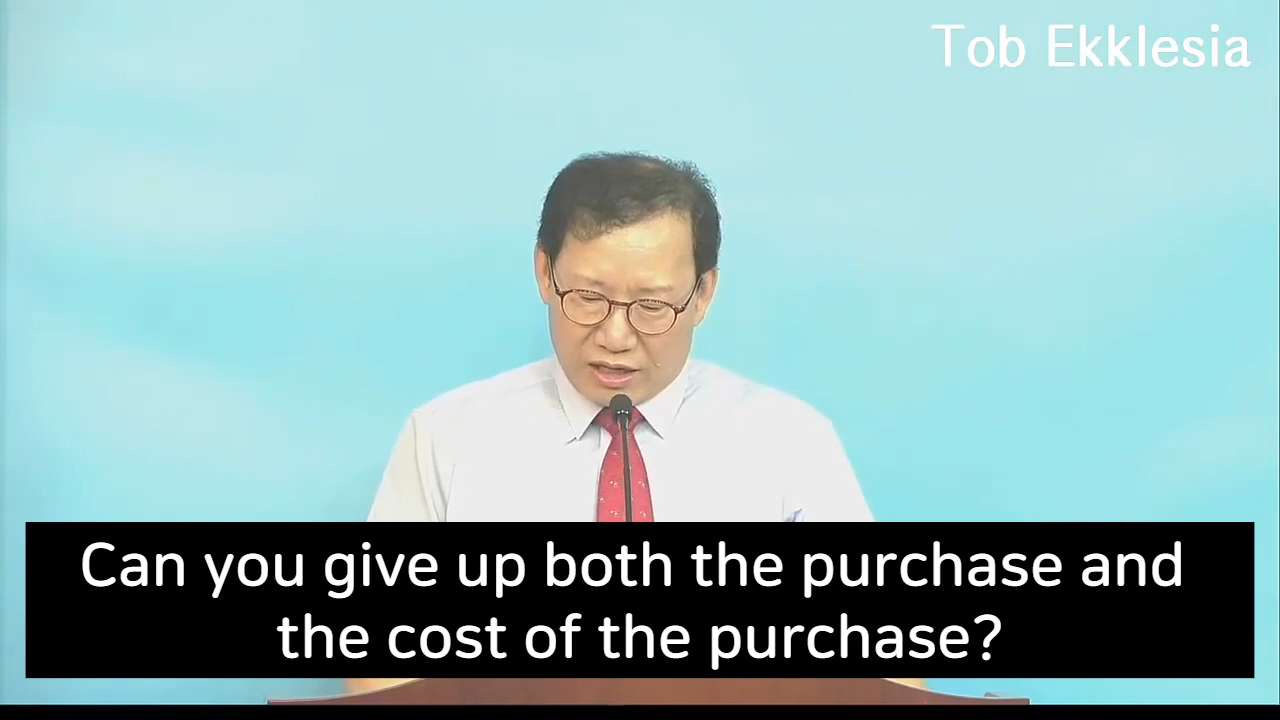 Tob Ekklesia
Can you give up both the purchase and
the cost of the purchase?